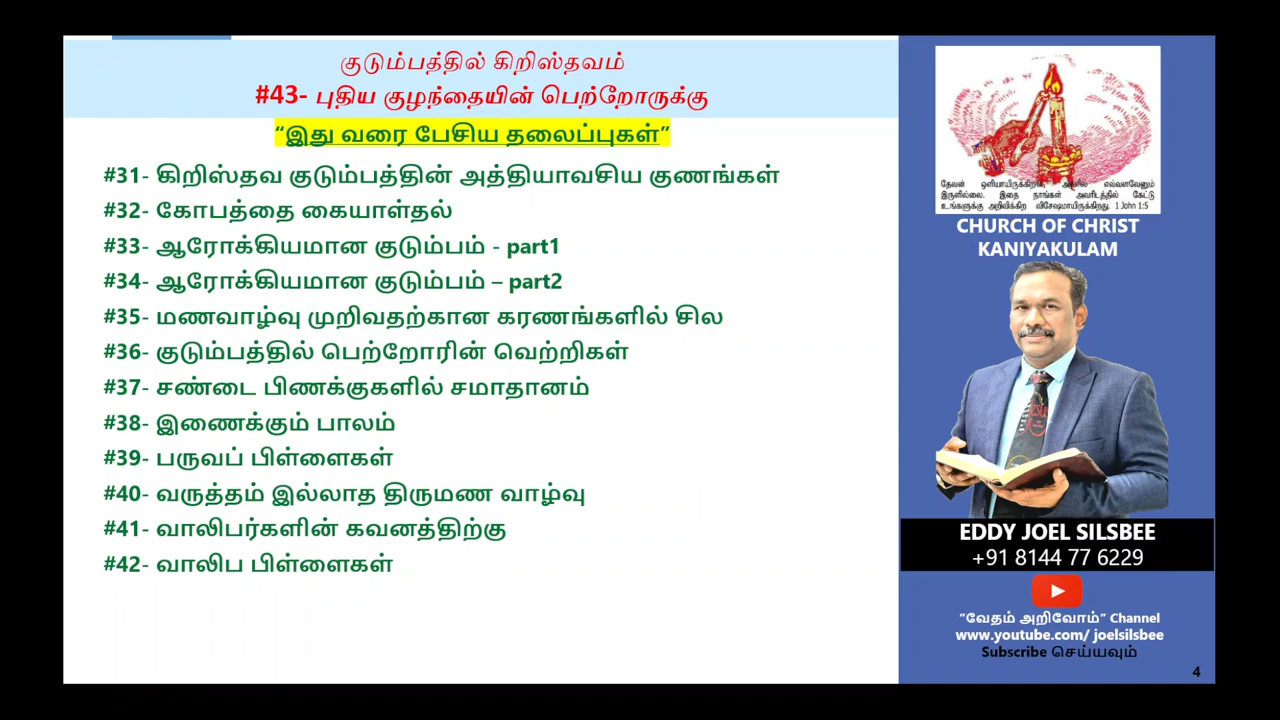 குடும்பத்தில் கிறிஸ்தவம்
#43- புதிய குழந்தையின் பெற்றோருக்கு
“இது வரை பேசிய தலைப்புகள்”
#31- கிறிஸ்தவ குடும்பத்தின் அத்தியாவசிய குணங்கள்
#32- கோபத்தை கையாள்தல்
#33- ஆரோக்கியமான குடும்பம் - part1
#34- ஆரோக்கியமான குடும்பம் – part2
#35- மணவாழ்வு முறிவதற்கான கரணங்களில் சில
#36- குடும்பத்தில் பெற்றோரின் வெற்றிகள்
#37- சண்டை பிணக்குகளில் சமாதானம்
#38- இணைக்கும் பாலம்
#39- பருவப் பிள்ளைகள்
#40- வருத்தம் இல்லாத திருமண வாழ்வு
#41- வாலிபர்களின் கவனத்திற்கு
#42- வாலிப பிள்ளைகள்
தேவன் ஒளியாயிருக்கிறார், அவரில் எவ்வளவேனும்
இருளில்லை. இதை நாங்கள் அவரிடத்தில் கேட்டு
உங்களுக்கு அறிவிக்கிற விசேஷமாயிருக்கிறது. 1 John 1:5
CHURCH OF CHRIST
KANIYAKULAM
EDDY JOEL SILSBEE
+91 8144 77 6229
“வேதம் அறிவோம்” Channel
www.youtube.com/ joelsilsbee
Subscribe செய்யவும்
4